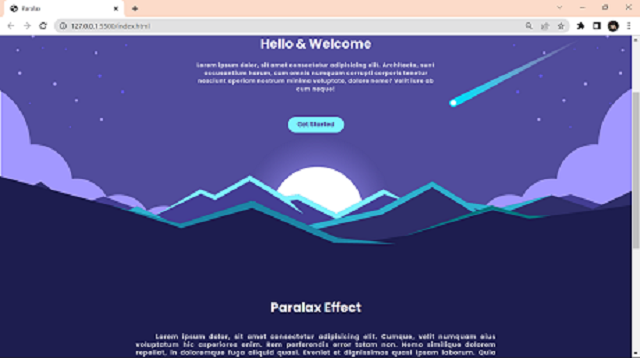 Paralax
127.0.0.1:5500/index.html
Hello & Welcome
Lorem ipsum dolor, sit amet consectetur adipisicing elit. Architecto, sunt
accusantium harum, cum omnis numquam corrupti corporis tenetur
nesciunt aperiam nostrum minima voluptate, dolore nemo? Velit iure ab
cum neque!
Get Started
Paralax Effect
Lorem ipsum dolor, sit amet consectetur adipisicing elit. Cumque, velit numquam eius
voluptatum hic asperiores enim. Rem perferendis error totam non. Nemo similique dolorem
repellat, in doloremque fuga aliquid quasi. Eveniet et dignissimos quasi laborum. Quia